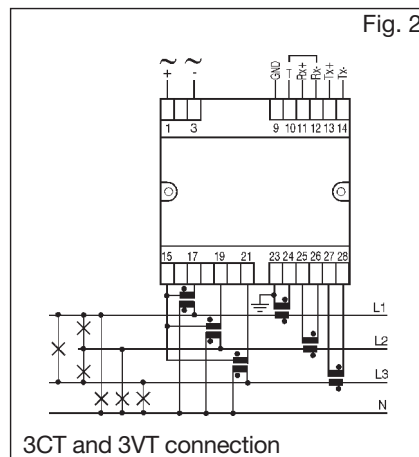 Fig. 2
~ ~
+ -
GND T Rx+ Rx- Tx+ Tx-
1 3 9 10 11 12 13 14
15 17 19 21 23 24 25 26 27 28
L1
L2
L3
N
3CT and 3VT connection